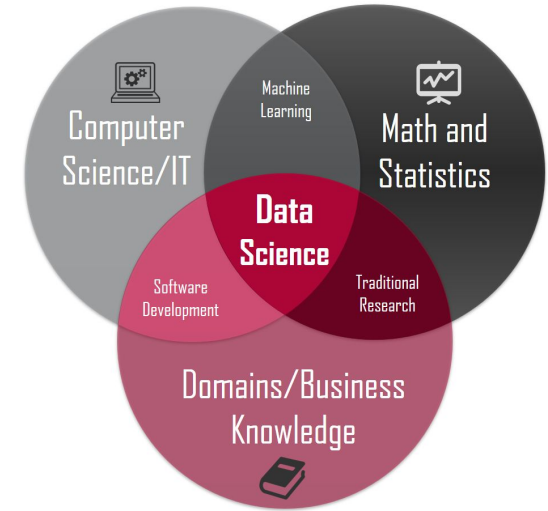 Computer
Science/IT
Machine
Learning
Math and
Statistics
Data
Science
Software
Development
Traditional
Research
Domains/Business
Knowledge